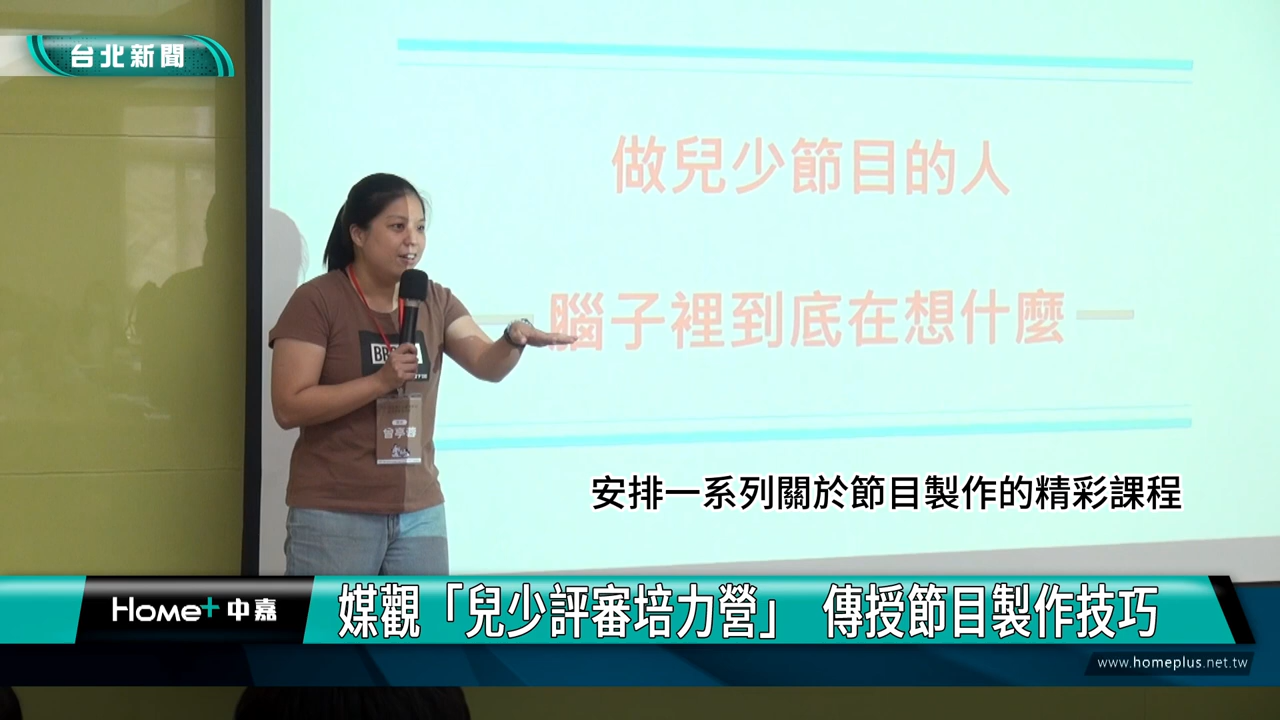 台北新聞
做兒少節目的人
腦子裡到底在想什麼
安排一系列關於節目製作的精彩課程
Home+中嘉
媒觀「兒少評審培力營」 傳授節目製作技巧
www.homeplus.net.tw